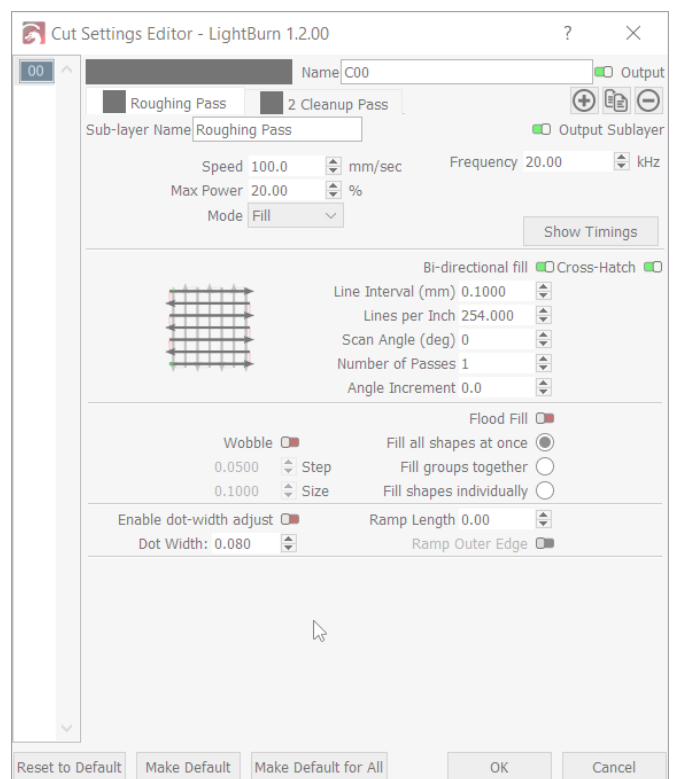 Cut Settings Editor - LightBurn 1.2.00 ?
00
Name C00 Output
Roughing Pass 2 Cleanup Pass
Sub-layer Name Roughing Pass Output Sublayer
Speed 100.0 mm/sec Frequency 20.00 kHz
Max Power 20.00 %
Mode Fill
Show Timings
Bi-directional fill Cross-Hatch
Line Interval (mm) 0.1000
Lines per Inch 254.000
Scan Angle (deg) 0
Number of Passes 1
Angle Increment 0.0
Flood Fill
Wobble Fill all shapes at once
0.0500 Step Fill groups together
0.1000 Size Fill shapes individually
Enable dot-width adjust Ramp Length 0.00
Dot Width: 0.080 Ramp Outer Edge
Reset to Default Make Default Make Default for All OK Cancel